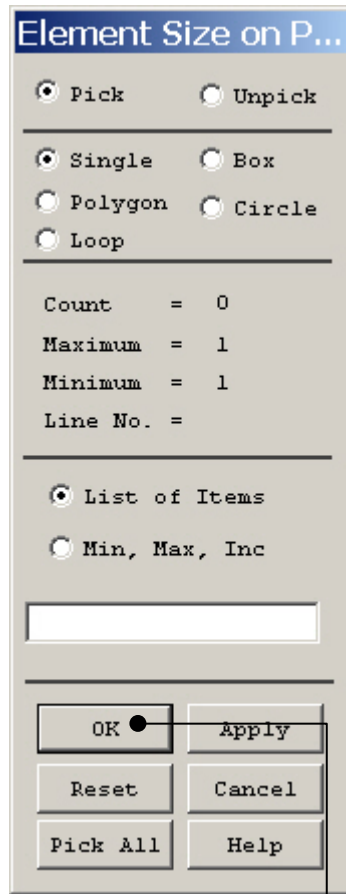 Element Size on P...
Pick Unpick
Single Box
Polygon Circle
Loop
Count = 0
Maximum = 1
Minimum = 1
Line No. =
List of Items
Min, Max, Inc
OK Apply
Reset Cancel
Pick All Help